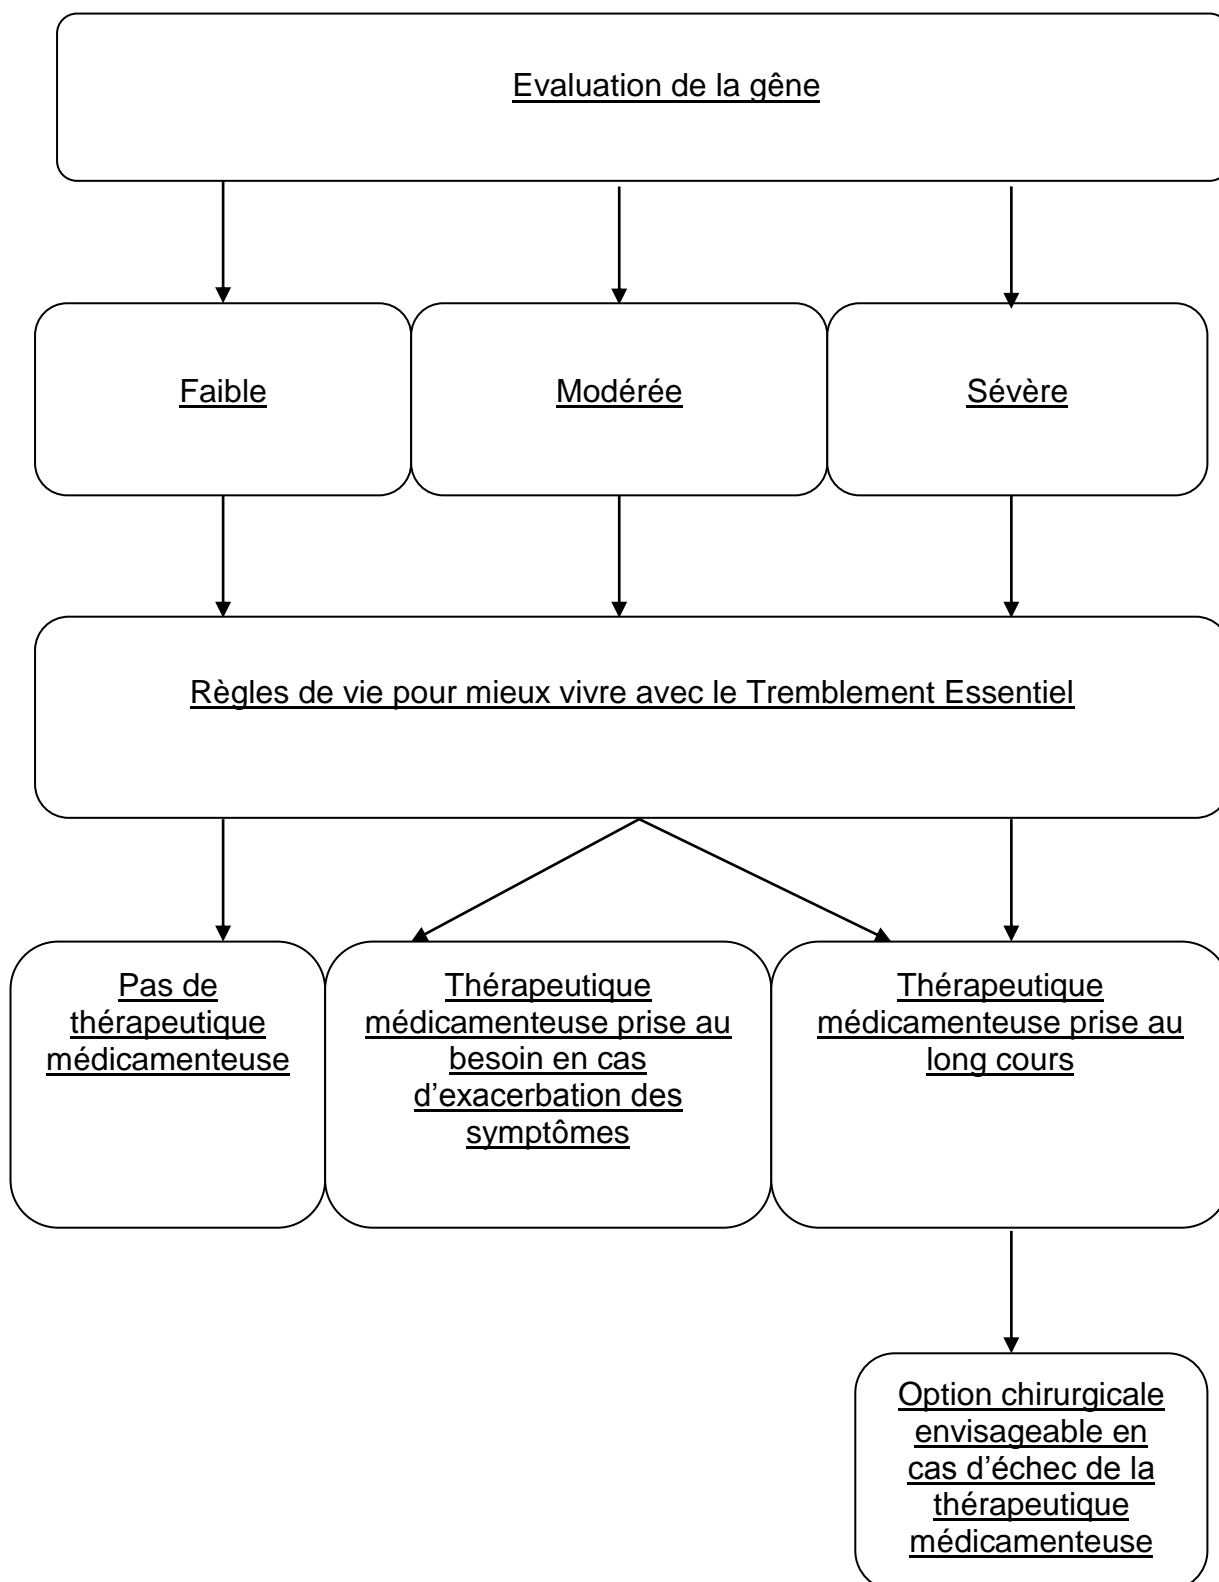 Evaluation de la gêne
Faible
Modérée
Sévère
Règles de vie pour mieux vivre avec le Tremblement Essentiel
Pas de
thérapeutique
médicamenteuse
Thérapeutique
médicamenteuse prise au
besoin en cas
d’exacerbation des
symptômes
Thérapeutique
médicamenteuse prise au
long cours
Option chirurgicale
envisageable en
cas d’échec de la
thérapeutique
médicamenteuse